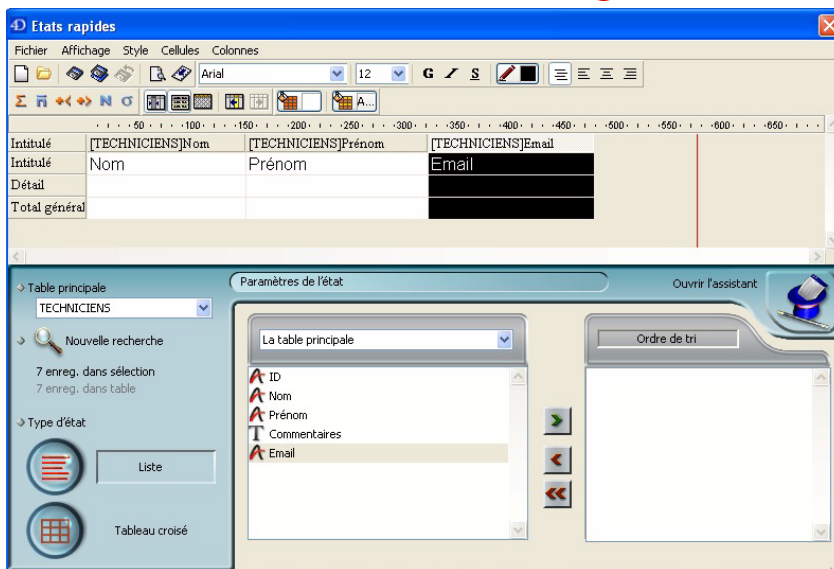 Etats rapides
Fichier Affichage Style Cellules Colonnes
Arial 12 G I S
Σ n N σ A...
50 100 150 200 250 300 350 400 450 500 550 600 650
Intitulé [TECHNICIENS]Nom [TECHNICIENS]Prénom [TECHNICIENS]Email
Intitulé Nom Prénom Email
Détail
Total général
Table principale
TECHNICIENS
Nouvelle recherche
7 enreg. dans sélection
7 enreg. dans table
Type d'état
Liste
Tableau croisé
Paramètres de l'état
Ouvrir l'assistant
La table principale
ID
Nom
Prénom
Commentaires
Email
Ordre de tri